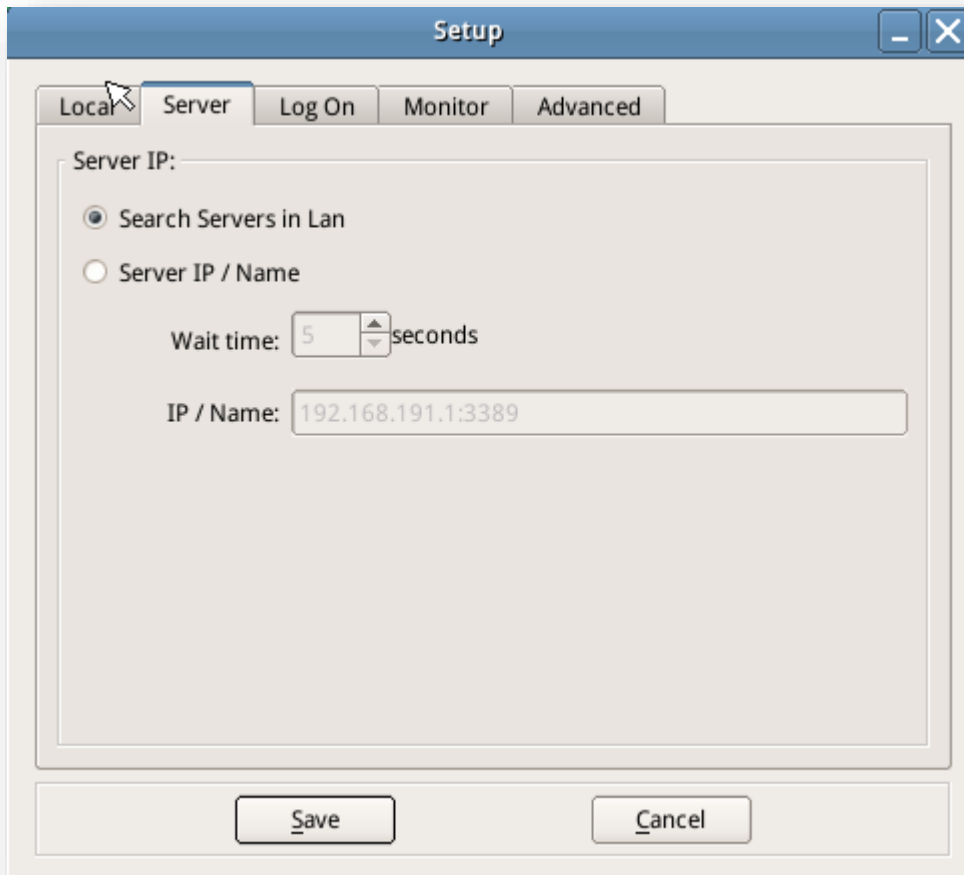 Setup
Local Server Log On Monitor Advanced
Server IP:
Search Servers in Lan
Server IP / Name
Wait time: 5 seconds
IP / Name: 192.168.191.1:3389
Save Cancel